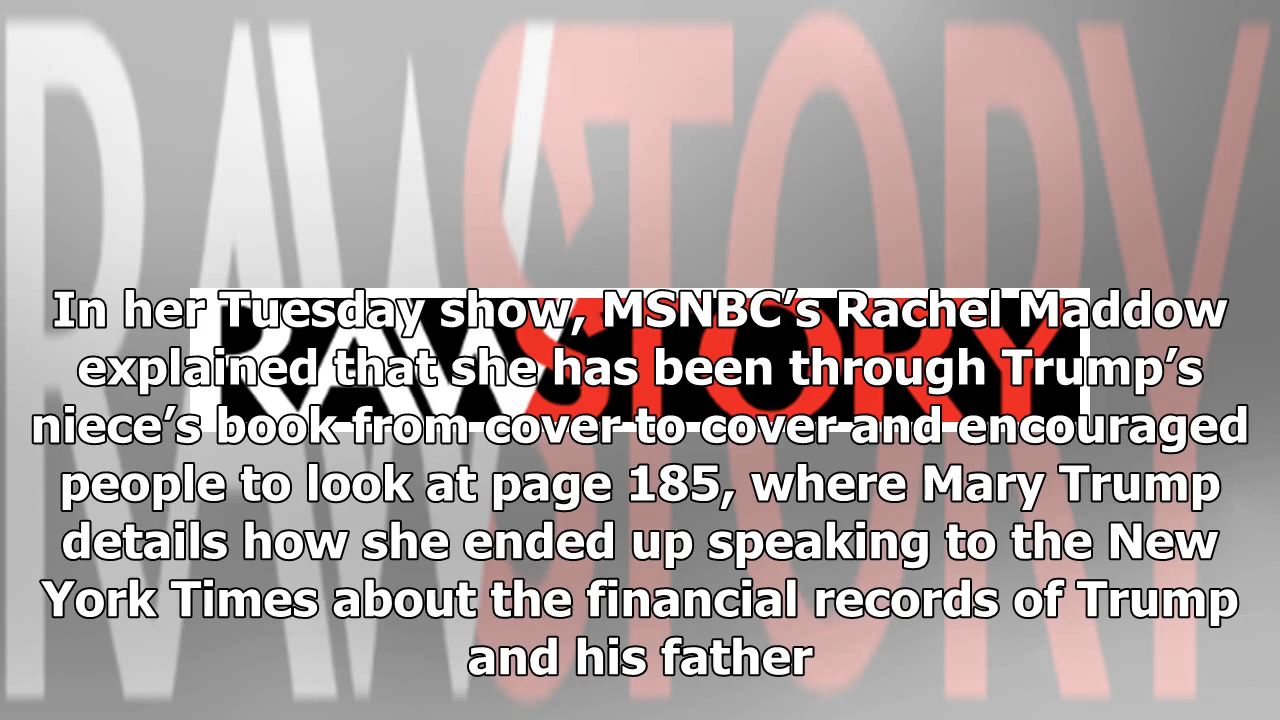 RAWSTORY
RAWSTORY
In her Tuesday show, MSNBC’s Rachel Maddow
explained that she has been through Trump’s
niece’s book from cover to cover and encouraged
people to look at page 185, where Mary Trump
details how she ended up speaking to the New
York Times about the financial records of Trump
and his father